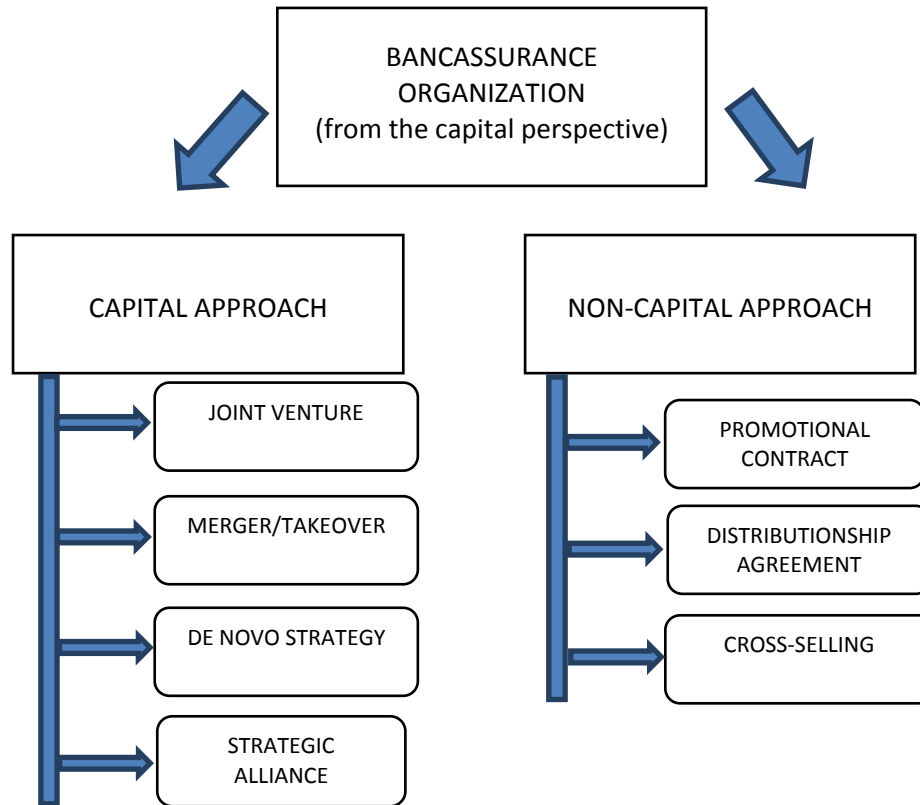 BANCASSURANCE
ORGANIZATION
(from the capital perspective)
CAPITAL APPROACH
JOINT VENTURE
MERGER/TAKEOVER
DE NOVO STRATEGY
STRATEGIC
ALLIANCE
NON-CAPITAL APPROACH
PROMOTIONAL
CONTRACT
DISTRIBUTIONSHIP
AGREEMENT
CROSS-SELLING